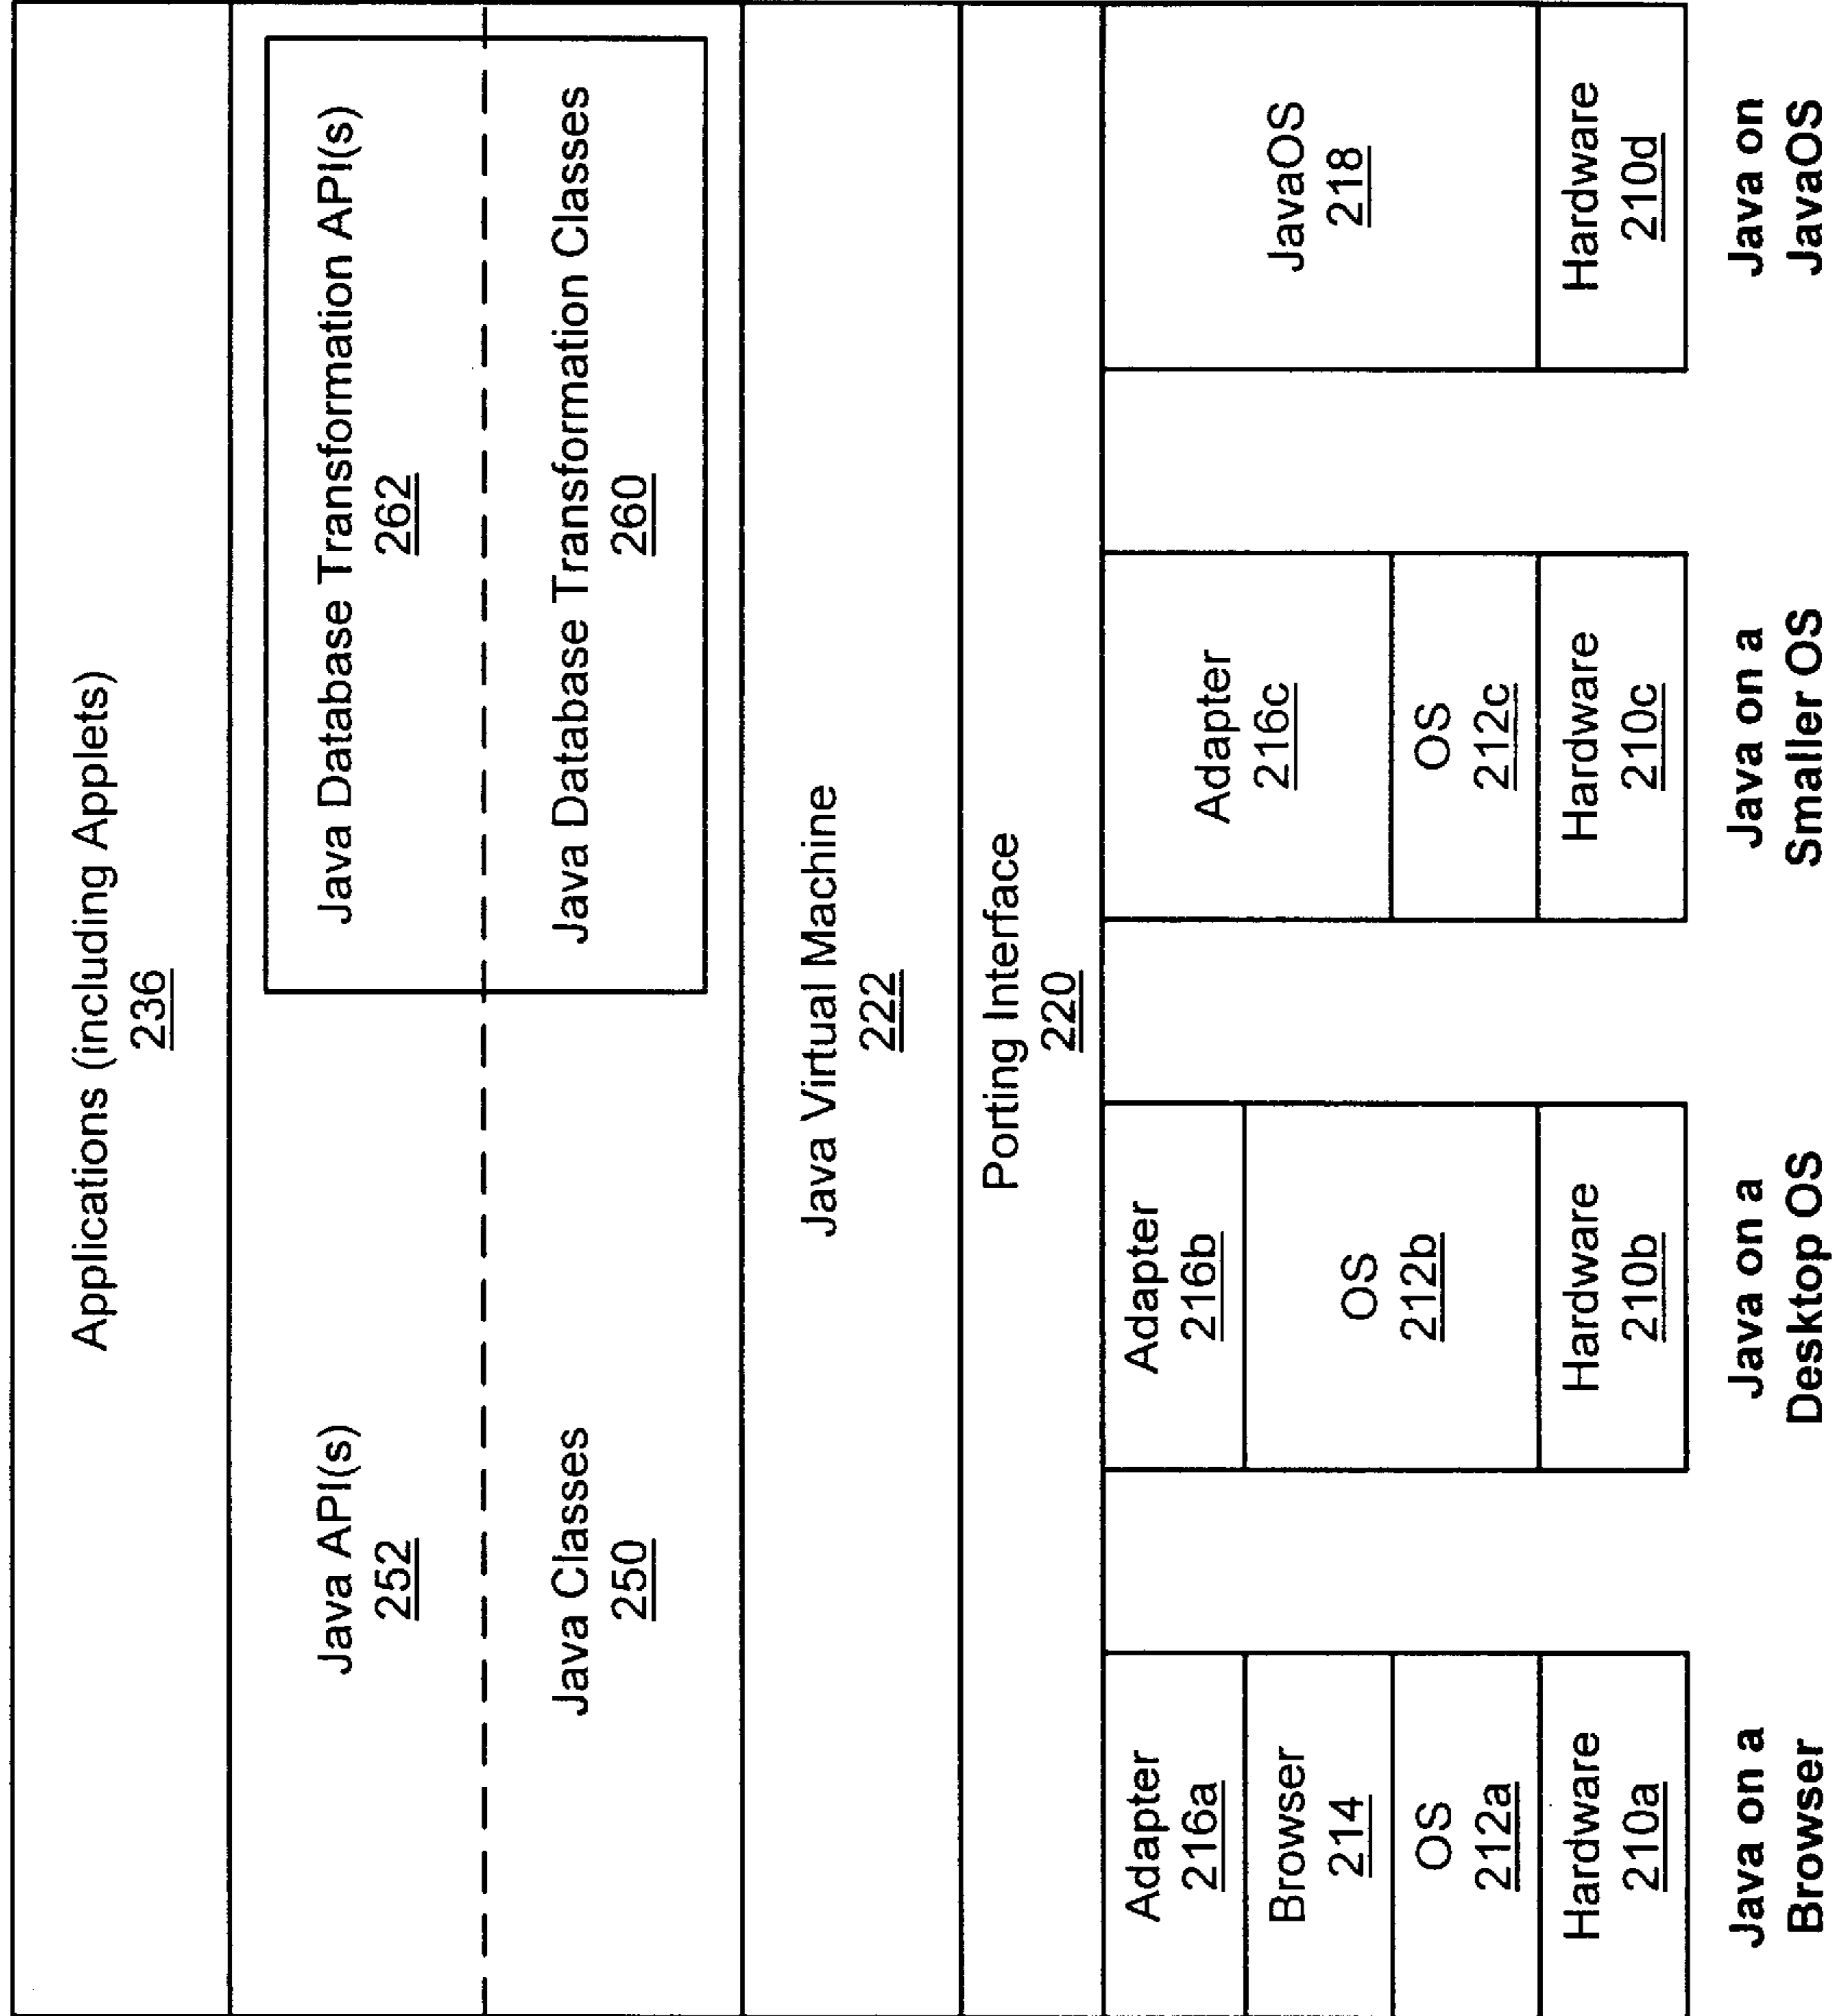 Applications (including Applets)
236
Java API(s)
252
Java Database Transformation API(s)
262
Java Classes
250
Java Database Transformation Classes
260
Java Virtual Machine
222
Porting Interface
220
Adapter
216a
Browser
214
OS
212a
Hardware
210a
Java on a
Browser
Adapter
216b
OS
212b
Hardware
210b
Java on a
Desktop OS
Adapter
216c
OS
212c
Hardware
210c
Java on a
Smaller OS
JavaOS
218
Hardware
210d
Java on
JavaOS